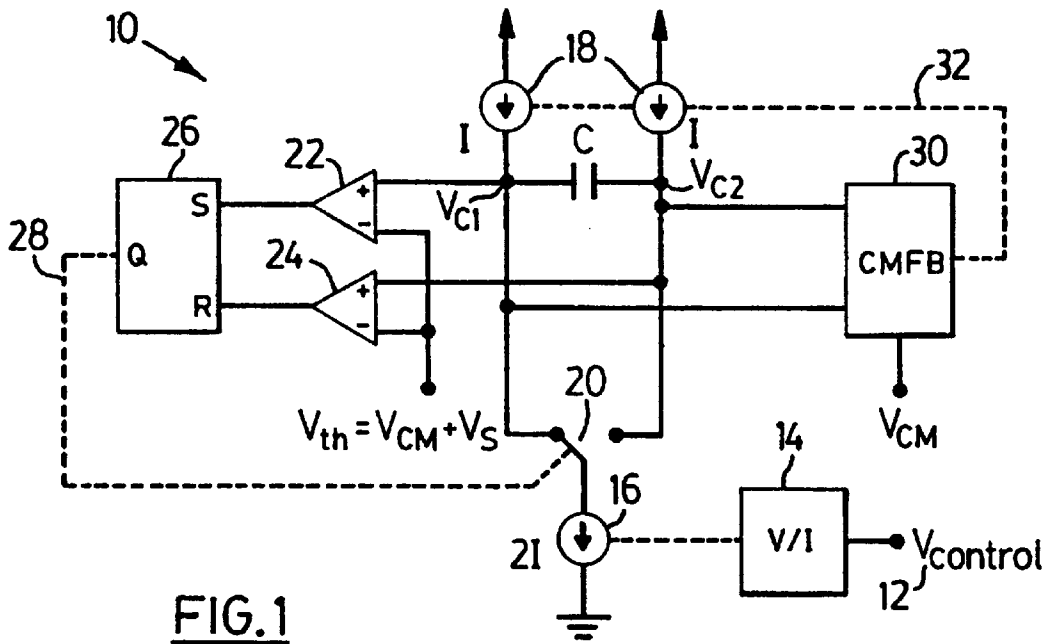 10
18
32
I
C
I
30
26
22
V_C1
V_C2
S
+
-
28
Q
24
CMFB
R
+
-
20
V_th = V_CM + V_S
V_CM
14
16
2I
V/I
V_control
12
FIG.1